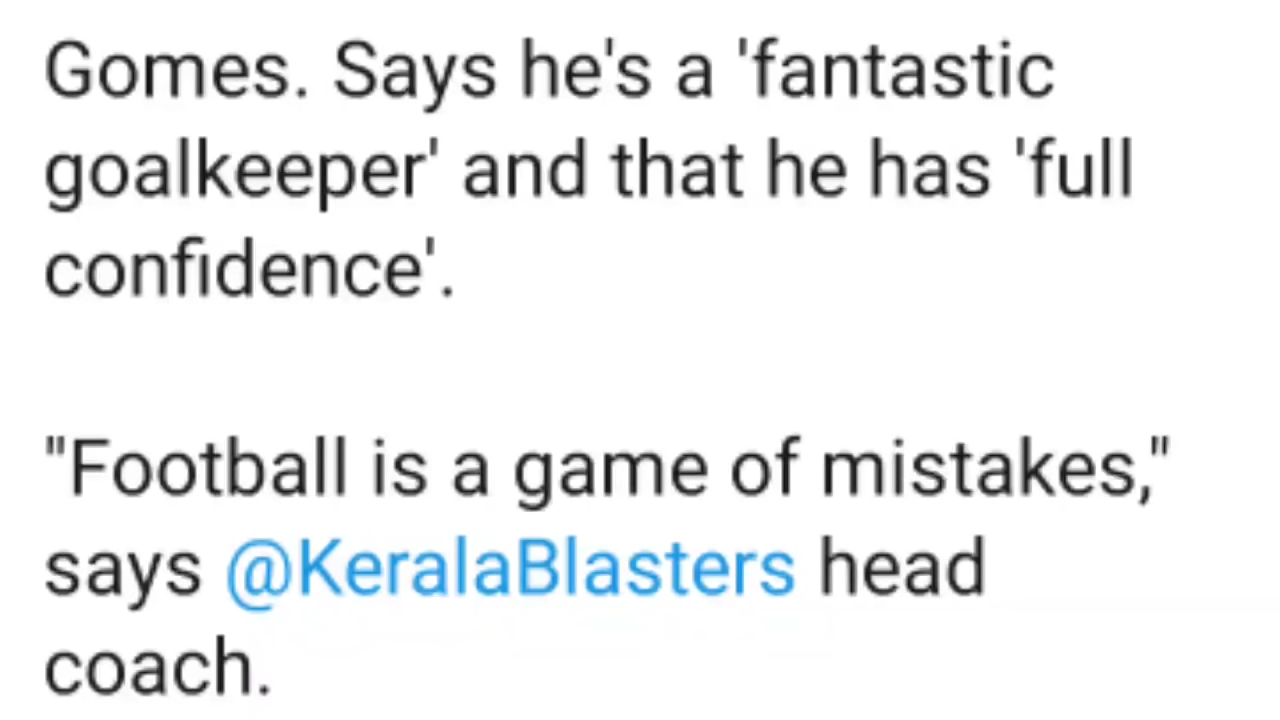 Gomes. Says he's a 'fantastic
goalkeeper' and that he has 'full
confidence'.
"Football is a game of mistakes,"
says @KeralaBlasters head
coach.